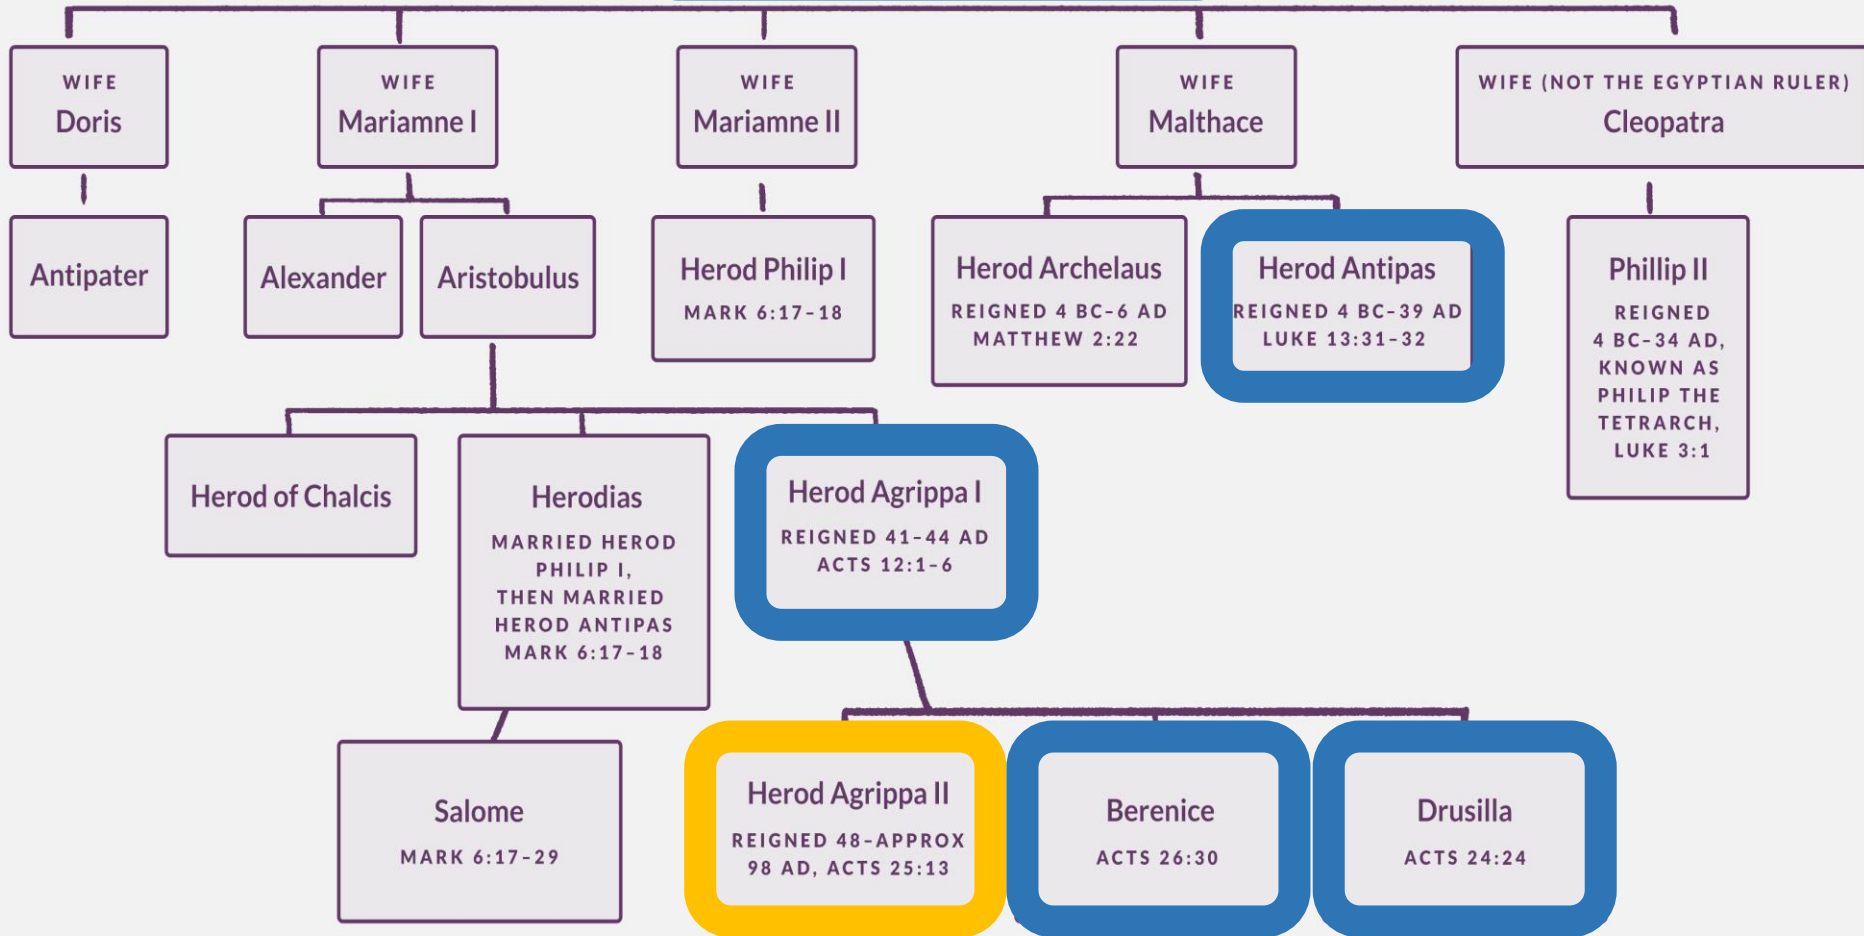 WIFE
Doris
WIFE
Mariamne I
WIFE
Mariamne II
WIFE
Malthace
WIFE (NOT THE EGYPTIAN RULER)
Cleopatra
Antipater
Alexander
Aristobulus
Herod Philip I
MARK 6:17–18
Herod Archelaus
REIGNED 4 BC–6 AD
MATTHEW 2:22
Herod Antipas
REIGNED 4 BC–39 AD
LUKE 13:31–32
Phillip II
REIGNED
4 BC–34 AD,
KNOWN AS
PHILIP THE
TETRARCH,
LUKE 3:1
Herod of Chalcis
Herodias
MARRIED HEROD
PHILIP I,
THEN MARRIED
HEROD ANTIPAS
MARK 6:17–18
Herod Agrippa I
REIGNED 41–44 AD
ACTS 12:1–6
Salome
MARK 6:17–29
Herod Agrippa II
REIGNED 48–APPROX
98 AD, ACTS 25:13
Berenice
ACTS 26:30
Drusilla
ACTS 24:24